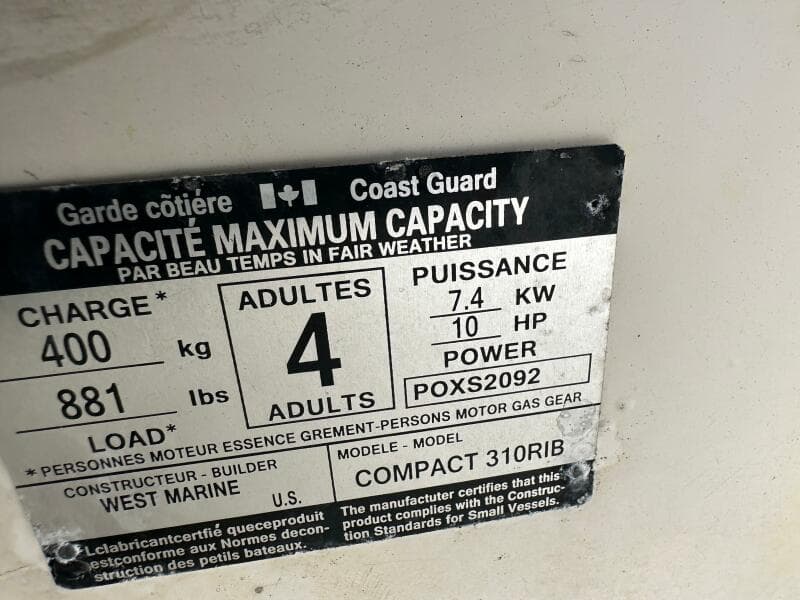 Garde cõtiére Coast Guard
CAPACITÉ MAXIMUM CAPACITY
PAR BEAU TEMPS IN FAIR WEATHER
CHARGE*
400 kg
881 lbs
LOAD*
ADULTES
4
ADULTS
PUISSANCE
7.4 KW
10 HP
POWER
POXS2092
*PERSONNES MOTEUR ESSENCE GREMENT-PERSONS MOTOR GAS GEAR
CONSTRUCTEUR - BUILDER
WEST MARINE
U.S.
MODELE - MODEL
COMPACT 310RIB
Lclabricantcertfié queceproduit
estconforme aux Normes decon-
struction des petils bateaux.
The manufactuter certifies that this
product complies with the Construc-
tion Standards for Small Vessels.